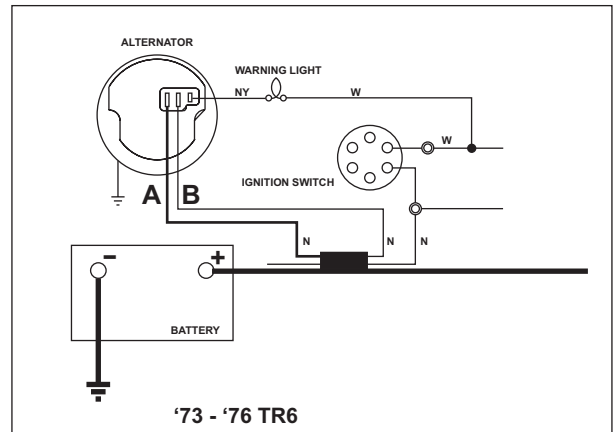 ALTERNATOR
WARNING LIGHT
NY
W
W
IGNITION SWITCH
A B
N
N
N
- +
BATTERY
‘73 - ‘76 TR6